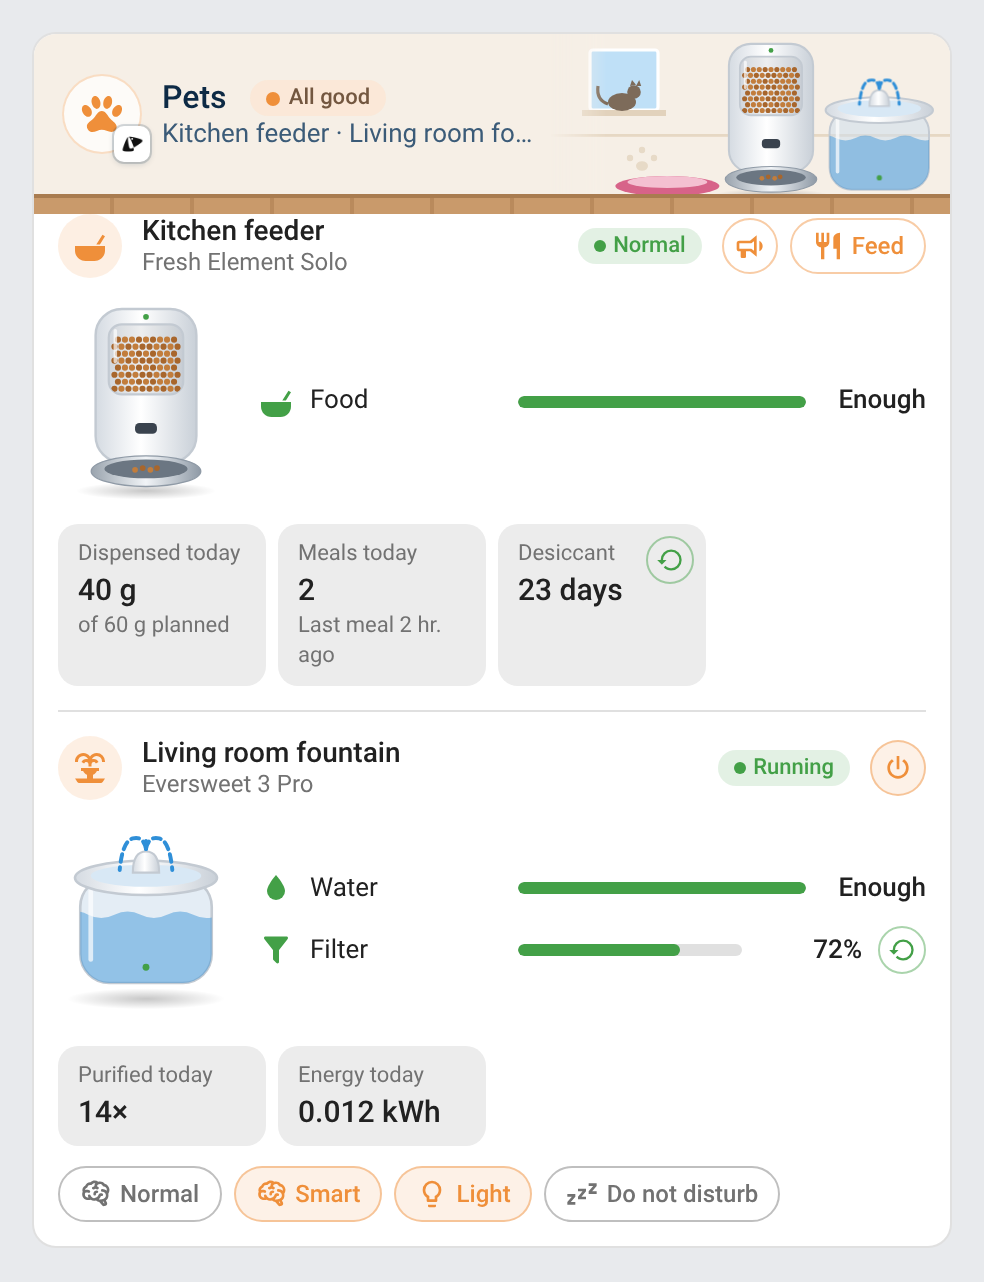 Pets
All good
Kitchen feeder · Living room fo...
Kitchen feeder
Fresh Element Solo
Normal
Feed
Food
Enough
Dispensed today
40 g
of 60 g planned
Meals today
2
Last meal 2 hr.
ago
Desiccant
23 days
Living room fountain
Eversweet 3 Pro
Running
Water
Enough
Filter
72%
Purified today
14×
Energy today
0.012 kWh
Normal
Smart
Light
zzz
Do not disturb